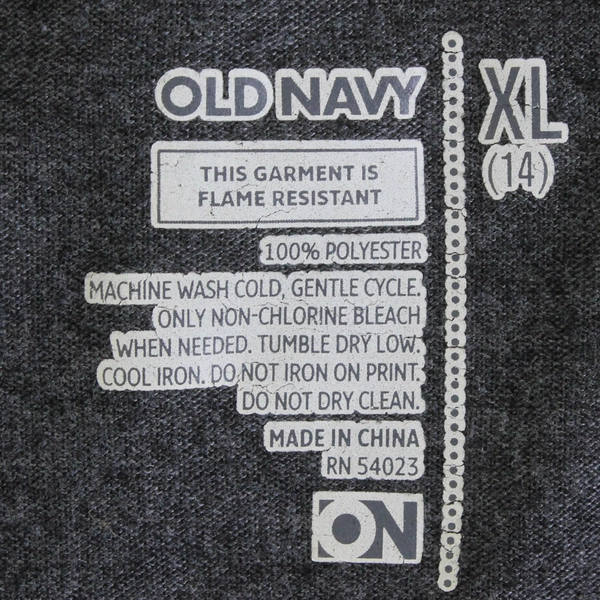 OLD NAVY
XL
(14)
THIS GARMENT IS
FLAME RESISTANT
100% POLYESTER
MACHINE WASH COLD, GENTLE CYCLE.
ONLY NON-CHLORINE BLEACH
WHEN NEEDED. TUMBLE DRY LOW.
COOL IRON. DO NOT IRON ON PRINT.
DO NOT DRY CLEAN.
MADE IN CHINA
RN 54023
ON